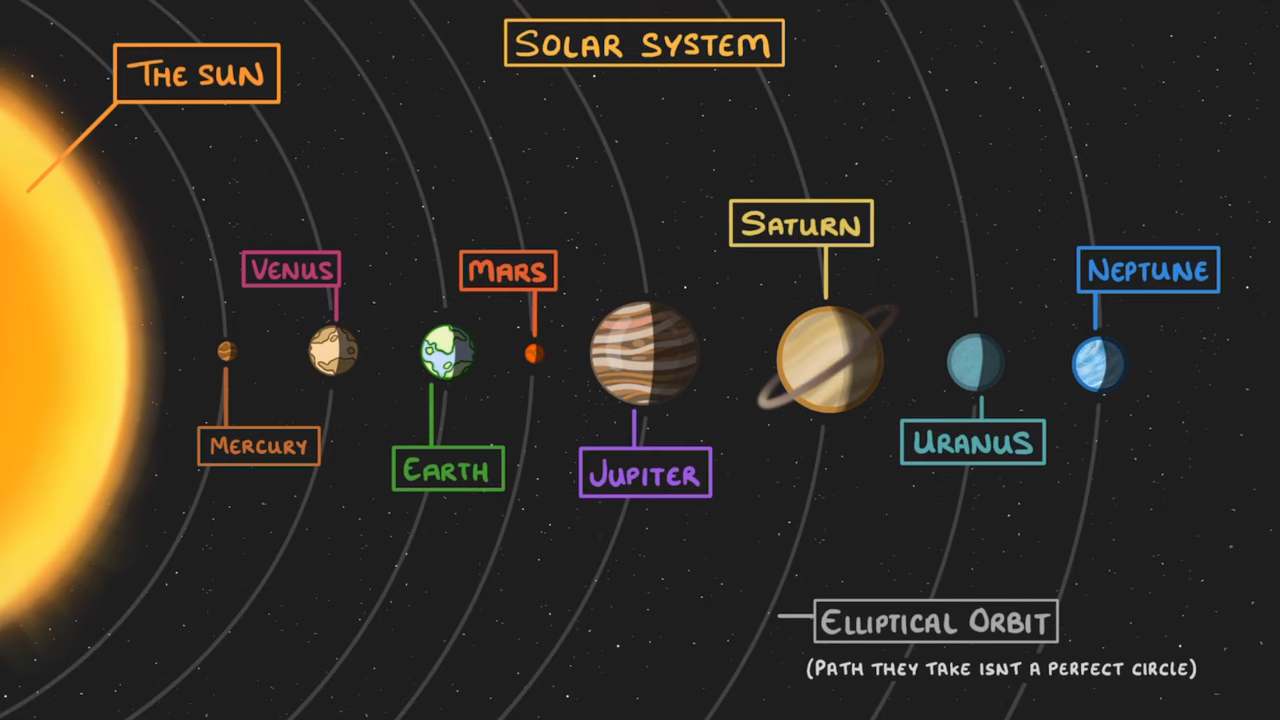 SOLAR SYSTEM
THE SUN
VENUS
MARS
SATURN
NEPTUNE
MERCURY
EARTH
JUPITER
URANUS
ELLIPTICAL ORBIT
(PATH THEY TAKE ISNT A PERFECT CIRCLE)